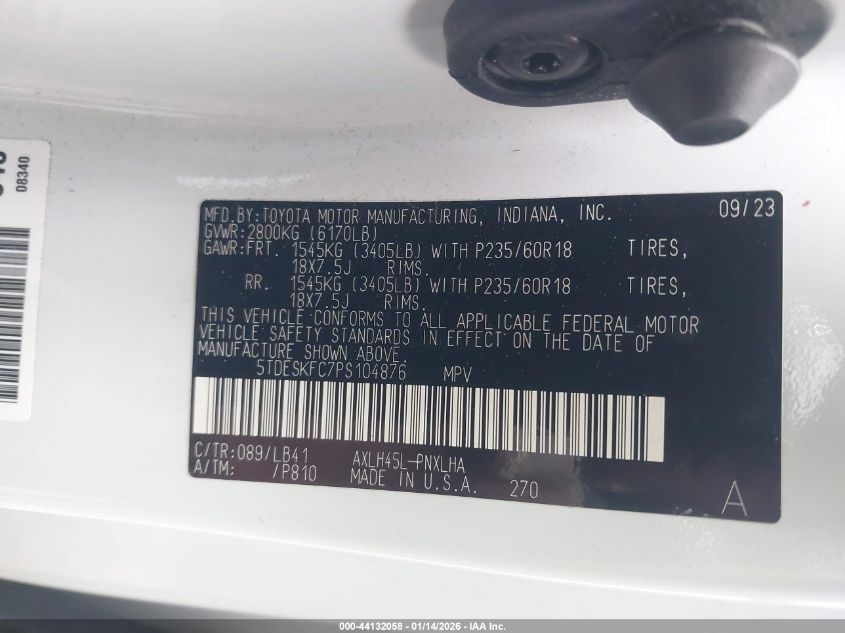 08340
MFD.BY:TOYOTA MOTOR MANUFACTURING, INDIANA, INC. 09/23
GVWR:2800KG (6170LB)
GAWR:FRT. 1545KG (3405LB) WITH P235/60R18 TIRES,
18X7.5J RIMS.
RR. 1545KG (3405LB) WITH P235/60R18 TIRES,
18X7.5J RIMS.
THIS VEHICLE CONFORMS TO ALL APPLICABLE FEDERAL MOTOR
VEHICLE SAFETY STANDARDS IN EFFECT ON THE DATE OF
MANUFACTURE SHOWN ABOVE.
5TDESKFC7PS104876 MPV
C/TR:089/LB41 AXLH45L-PNXLHA
A/TM: /P810 MADE IN U.S.A. 270
A
000-44132058 - 01/14/2026 - IAA Inc.